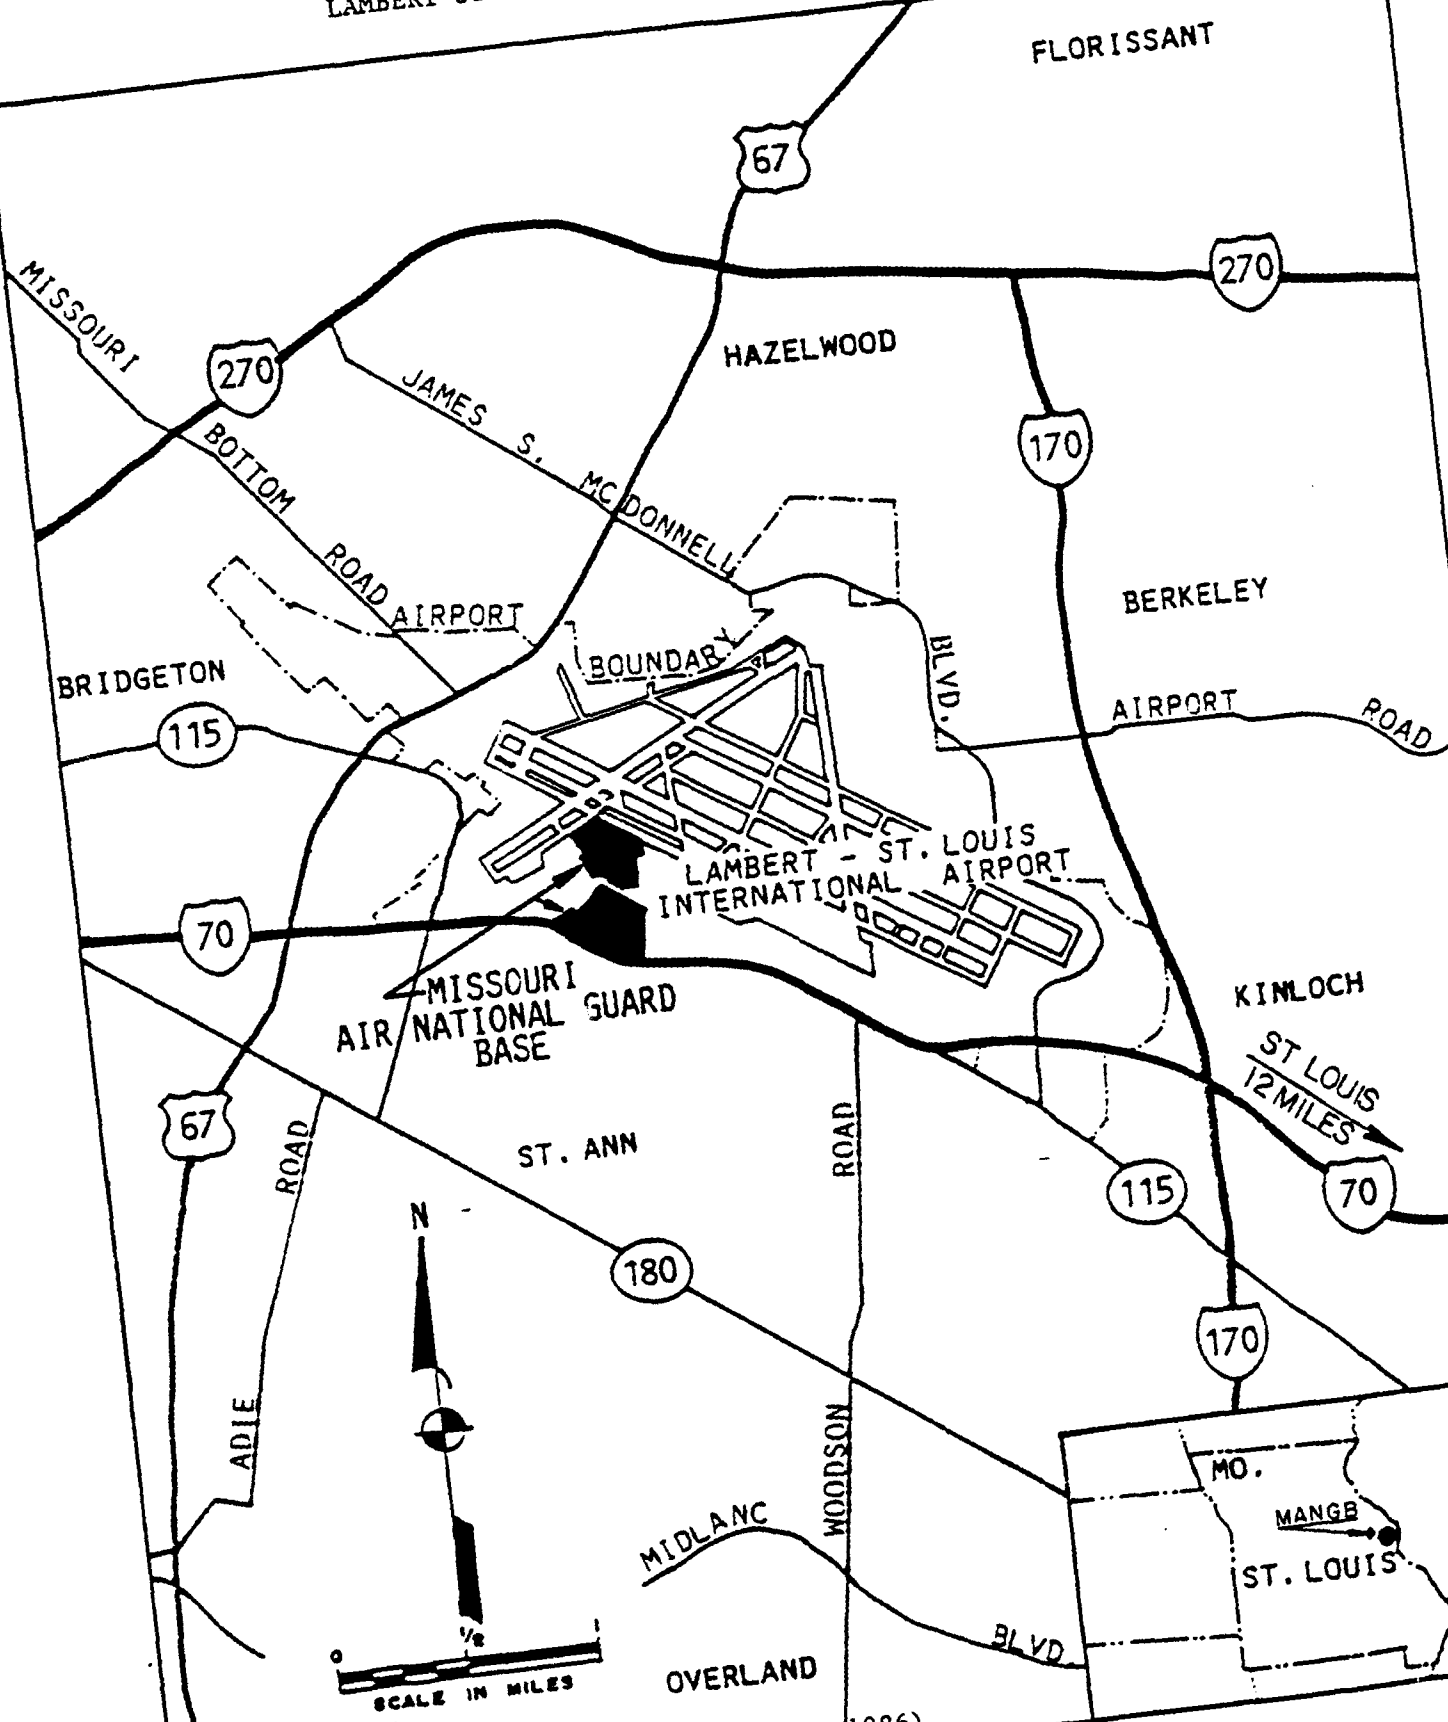 LAMBERT
FLORISSANT
67
270
MISSOURI
270
HAZELWOOD
JAMES S. MCDONNELL
170
BOTTOM
ROAD
AIRPORT
BERKELEY
BOUNDARY
BLVD.
BRIDGETON
115
AIRPORT
ROAD
LAMBERT - ST. LOUIS
INTERNATIONAL AIRPORT
70
MISSOURI
AIR NATIONAL GUARD
BASE
KINLOCH
ST LOUIS
12 MILES
67
ROAD
ST. ANN
ROAD
115
70
N
180
170
ADIE
WOODSON
MO.
MANGB
ST. LOUIS
MIDLANC
BLVD
0
1/2
1
SCALE IN MILES
OVERLAND
1986)